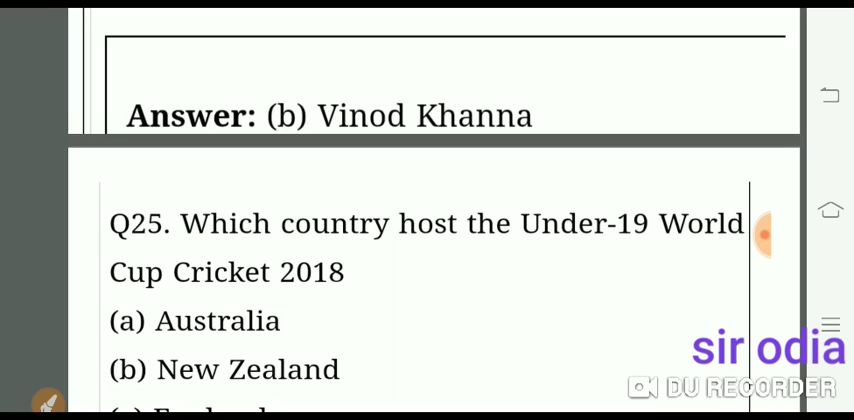 Answer: (b) Vinod Khanna
Q25. Which country host the Under-19 World
Cup Cricket 2018
(a) Australia
(b) New Zealand
sir odia
DU RECORDER